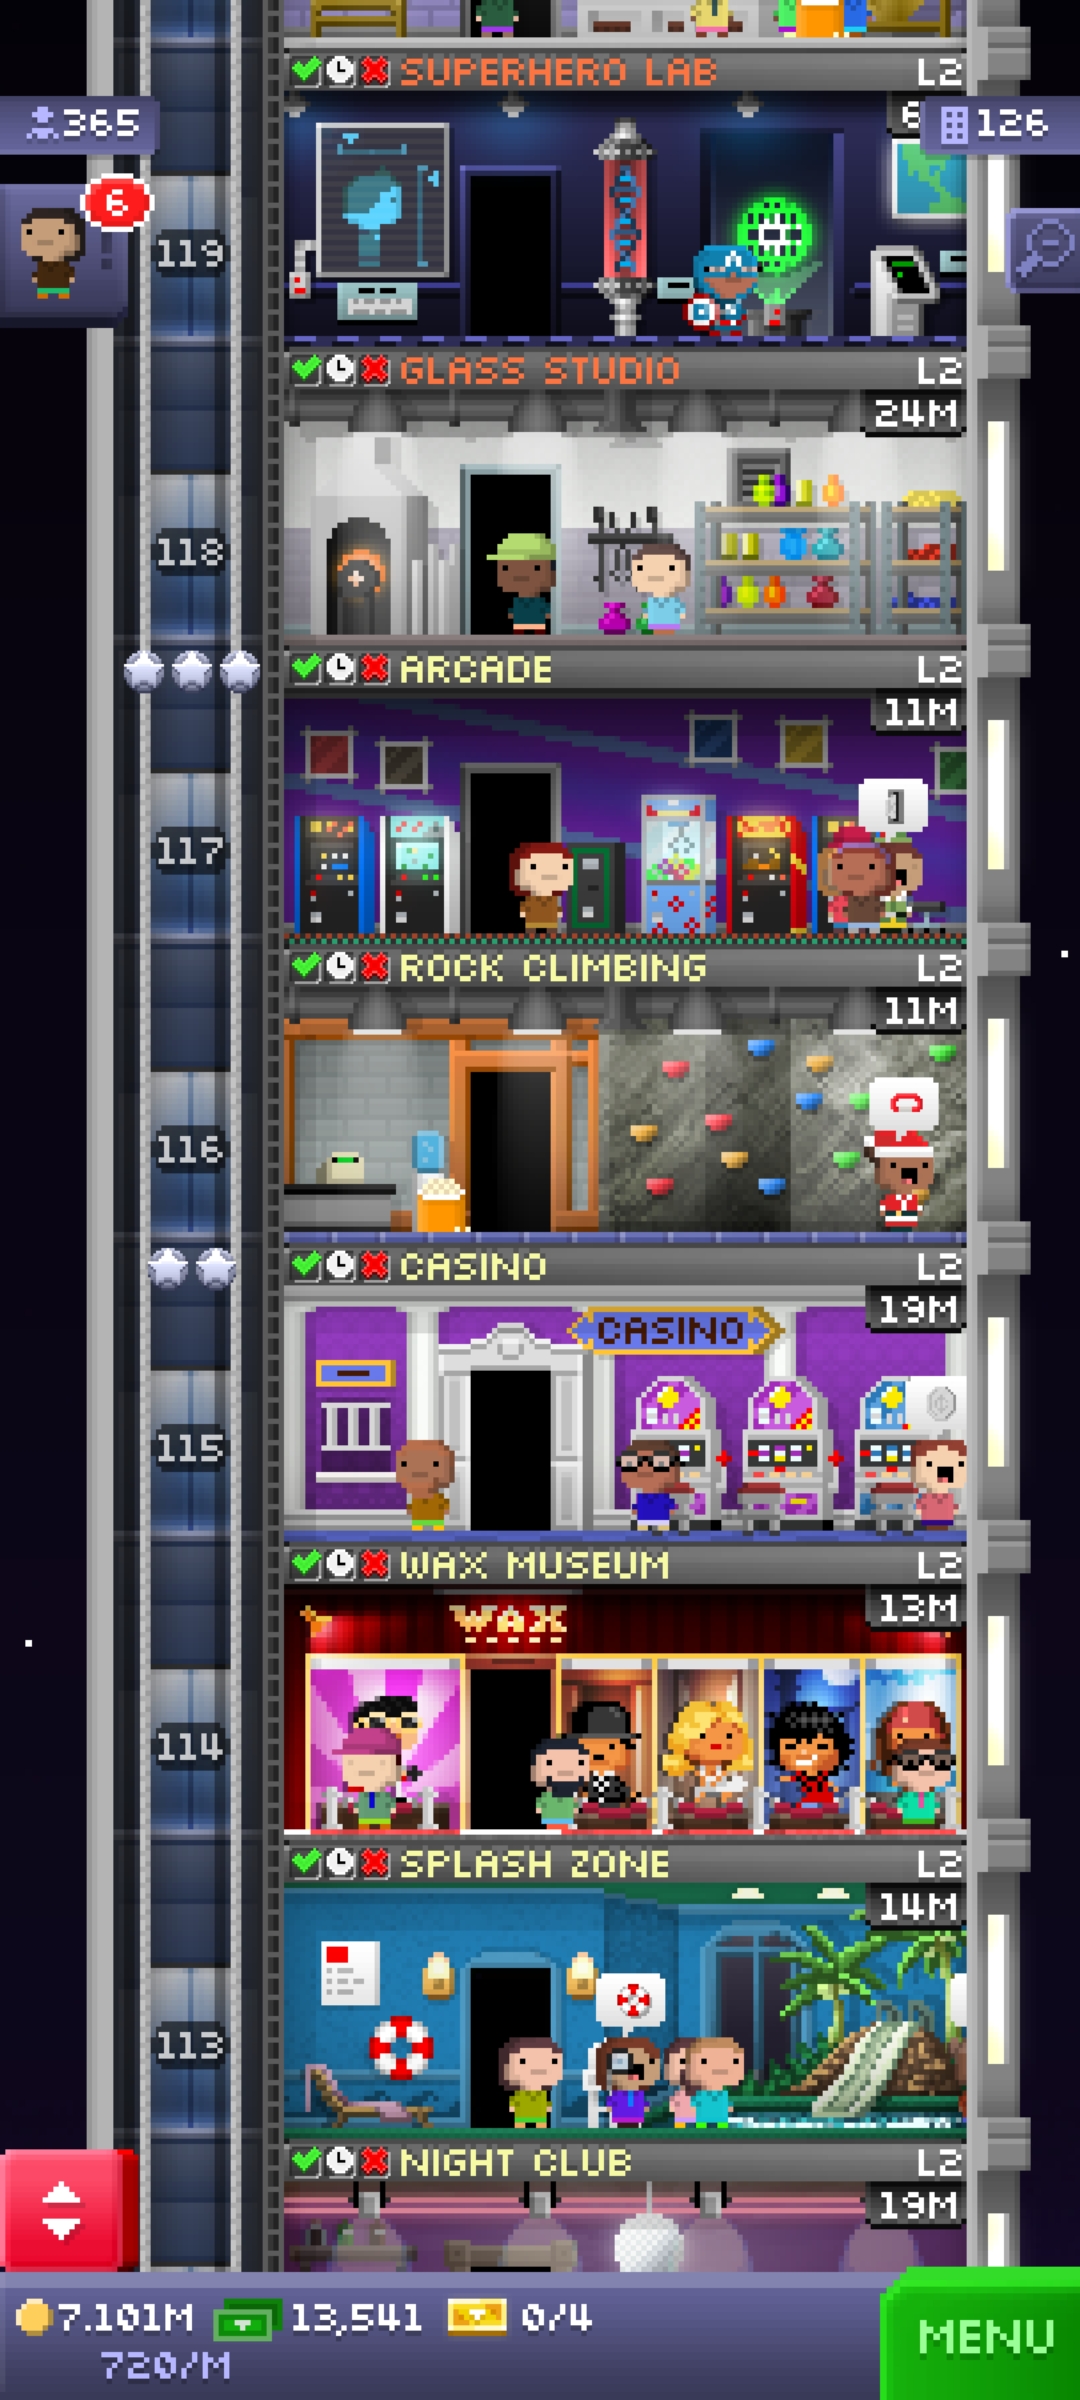 SUPERHERO LAB L2
365
6
126
6
119
GLASS STUDIO L2
24M
118
ARCADE L2
11M
117
ROCK CLIMBING L2
11M
116
CASINO L2
19M
CASINO
115
WAX MUSEUM L2
13M
WAX
114
SPLASH ZONE L2
14M
113
NIGHT CLUB L2
19M
7.101M 13,541 0/4
720/M
MENU